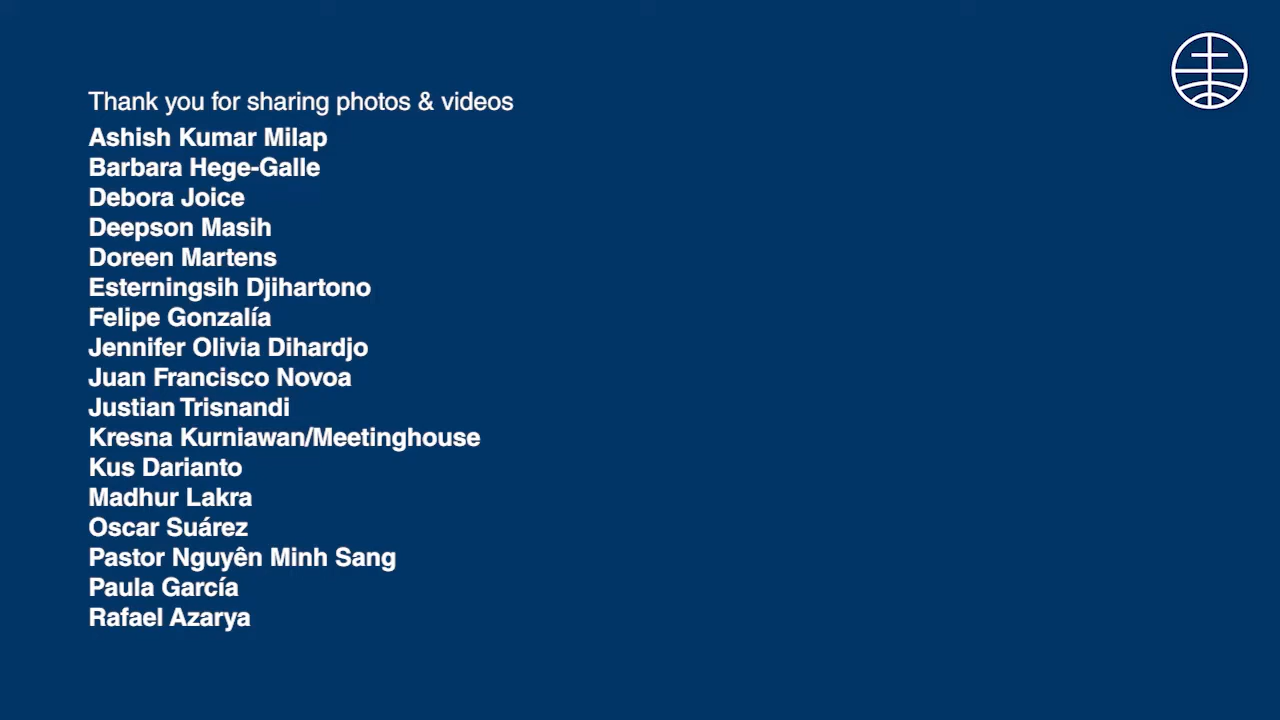 Thank you for sharing photos & videos
Ashish Kumar Milap
Barbara Hege-Galle
Debora Joice
Deepson Masih
Doreen Martens
Esterningsih Djihartono
Felipe Gonzalía
Jennifer Olivia Dihardjo
Juan Francisco Novoa
Justian Trisnandi
Kresna Kurniawan/Meetinghouse
Kus Darianto
Madhur Lakra
Oscar Suárez
Pastor Nguyên Minh Sang
Paula García
Rafael Azarya